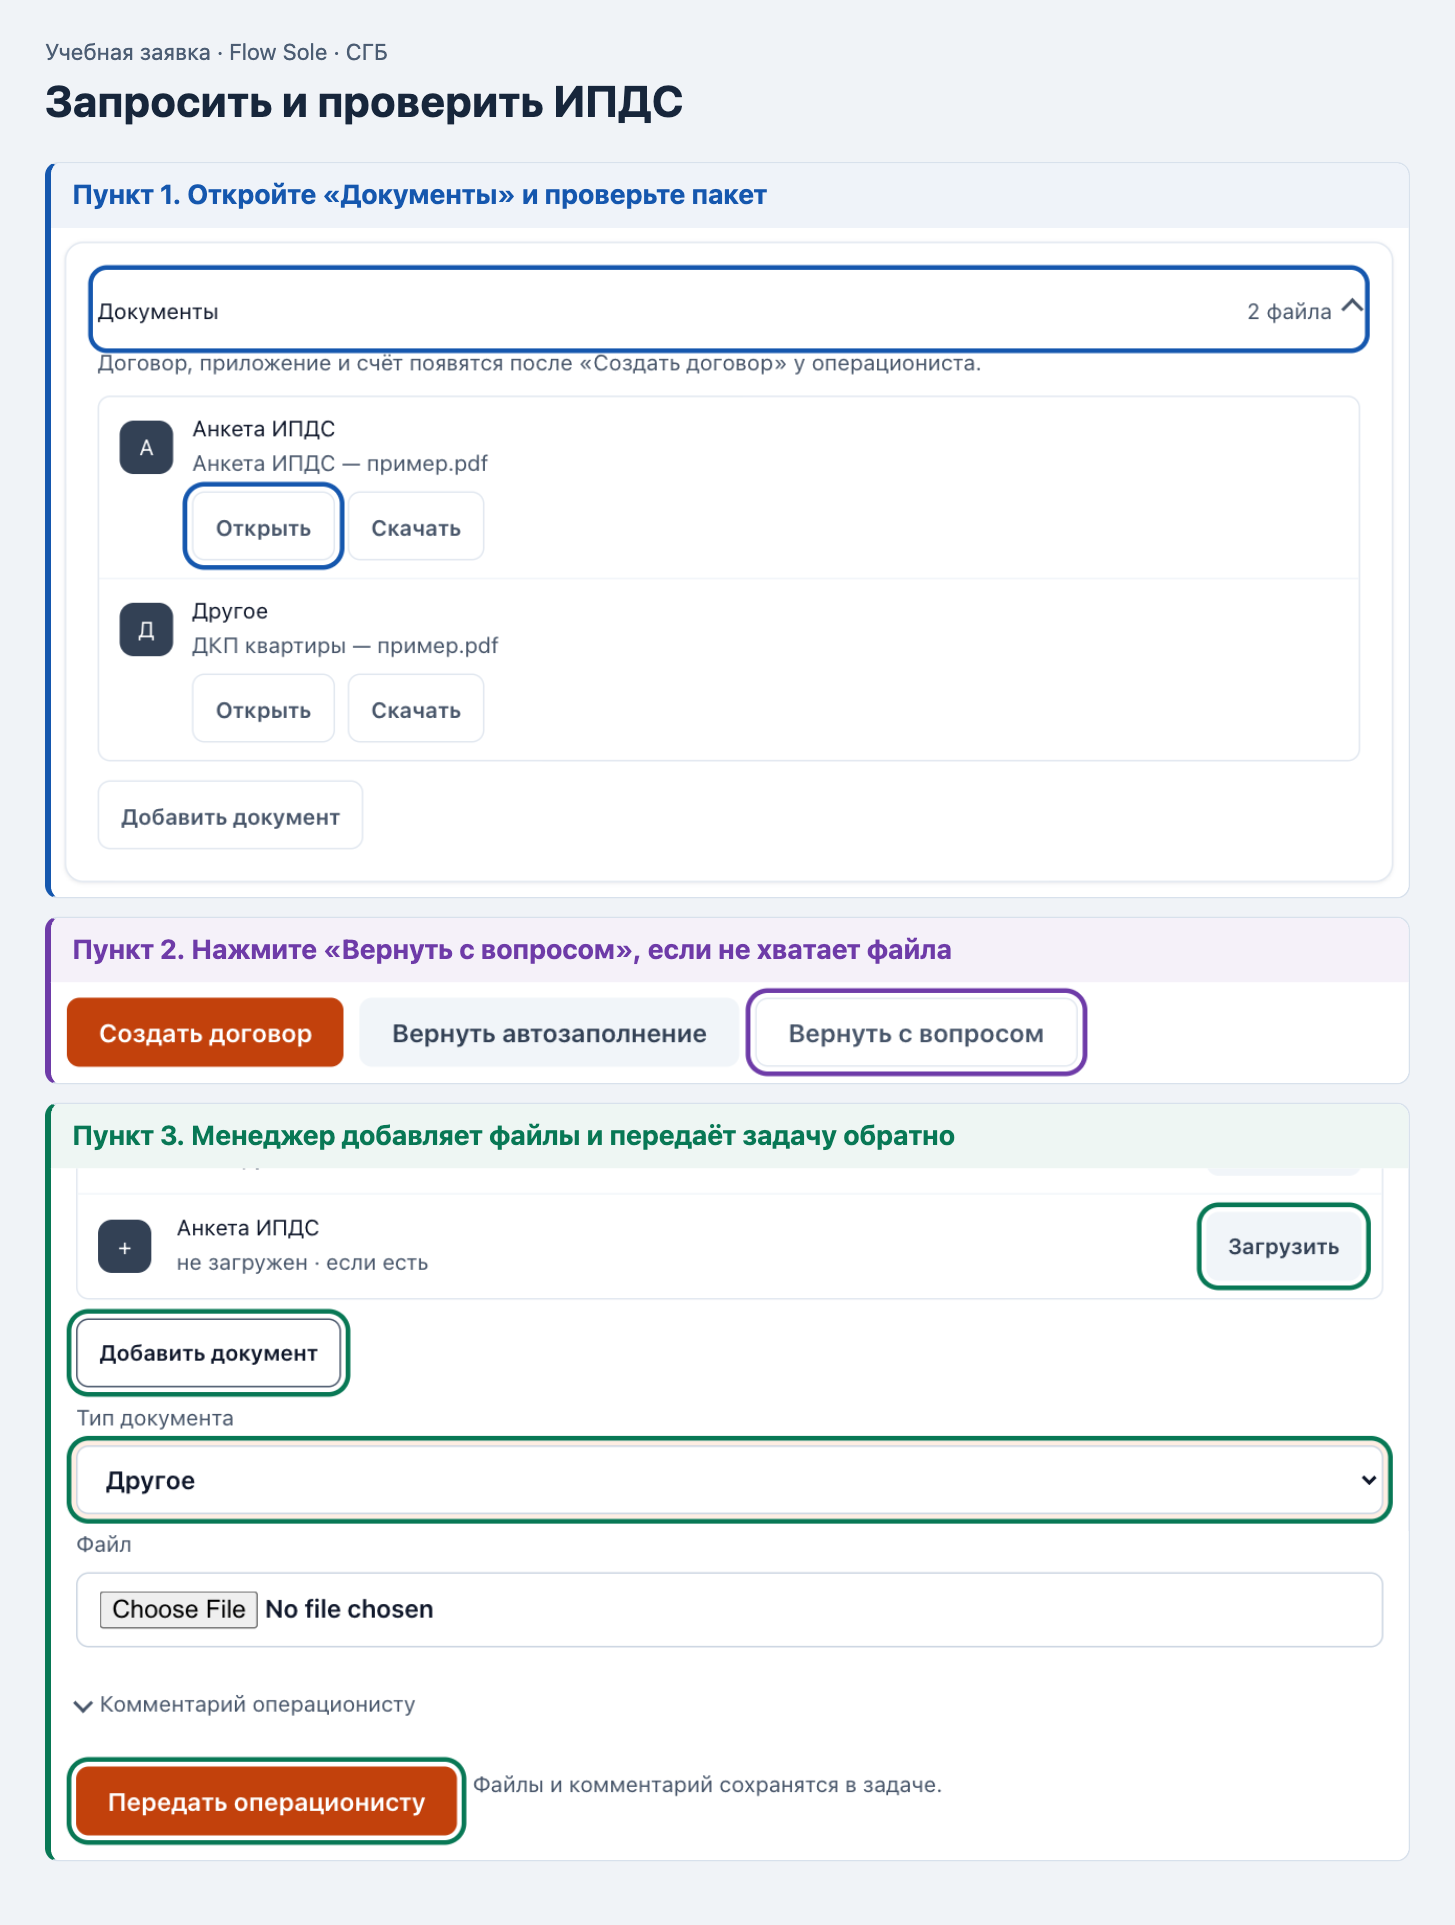 Учебная заявка · Flow Sole · СГБ
Запросить и проверить ИПДС
Пункт 1. Откройте «Документы» и проверьте пакет
Документы
2 файла
Договор, приложение и счёт появятся после «Создать договор» у операциониста.
А
Анкета ИПДС
Анкета ИПДС — пример.pdf
Открыть
Скачать
Д
Другое
ДКП квартиры — пример.pdf
Открыть
Скачать
Добавить документ
Пункт 2. Нажмите «Вернуть с вопросом», если не хватает файла
Создать договор
Вернуть автозаполнение
Вернуть с вопросом
Пункт 3. Менеджер добавляет файлы и передаёт задачу обратно
+
Анкета ИПДС
не загружен · если есть
Загрузить
Добавить документ
Тип документа
Другое
Файл
Choose File No file chosen
Комментарий операционисту
Передать операционисту
Файлы и комментарий сохранятся в задаче.